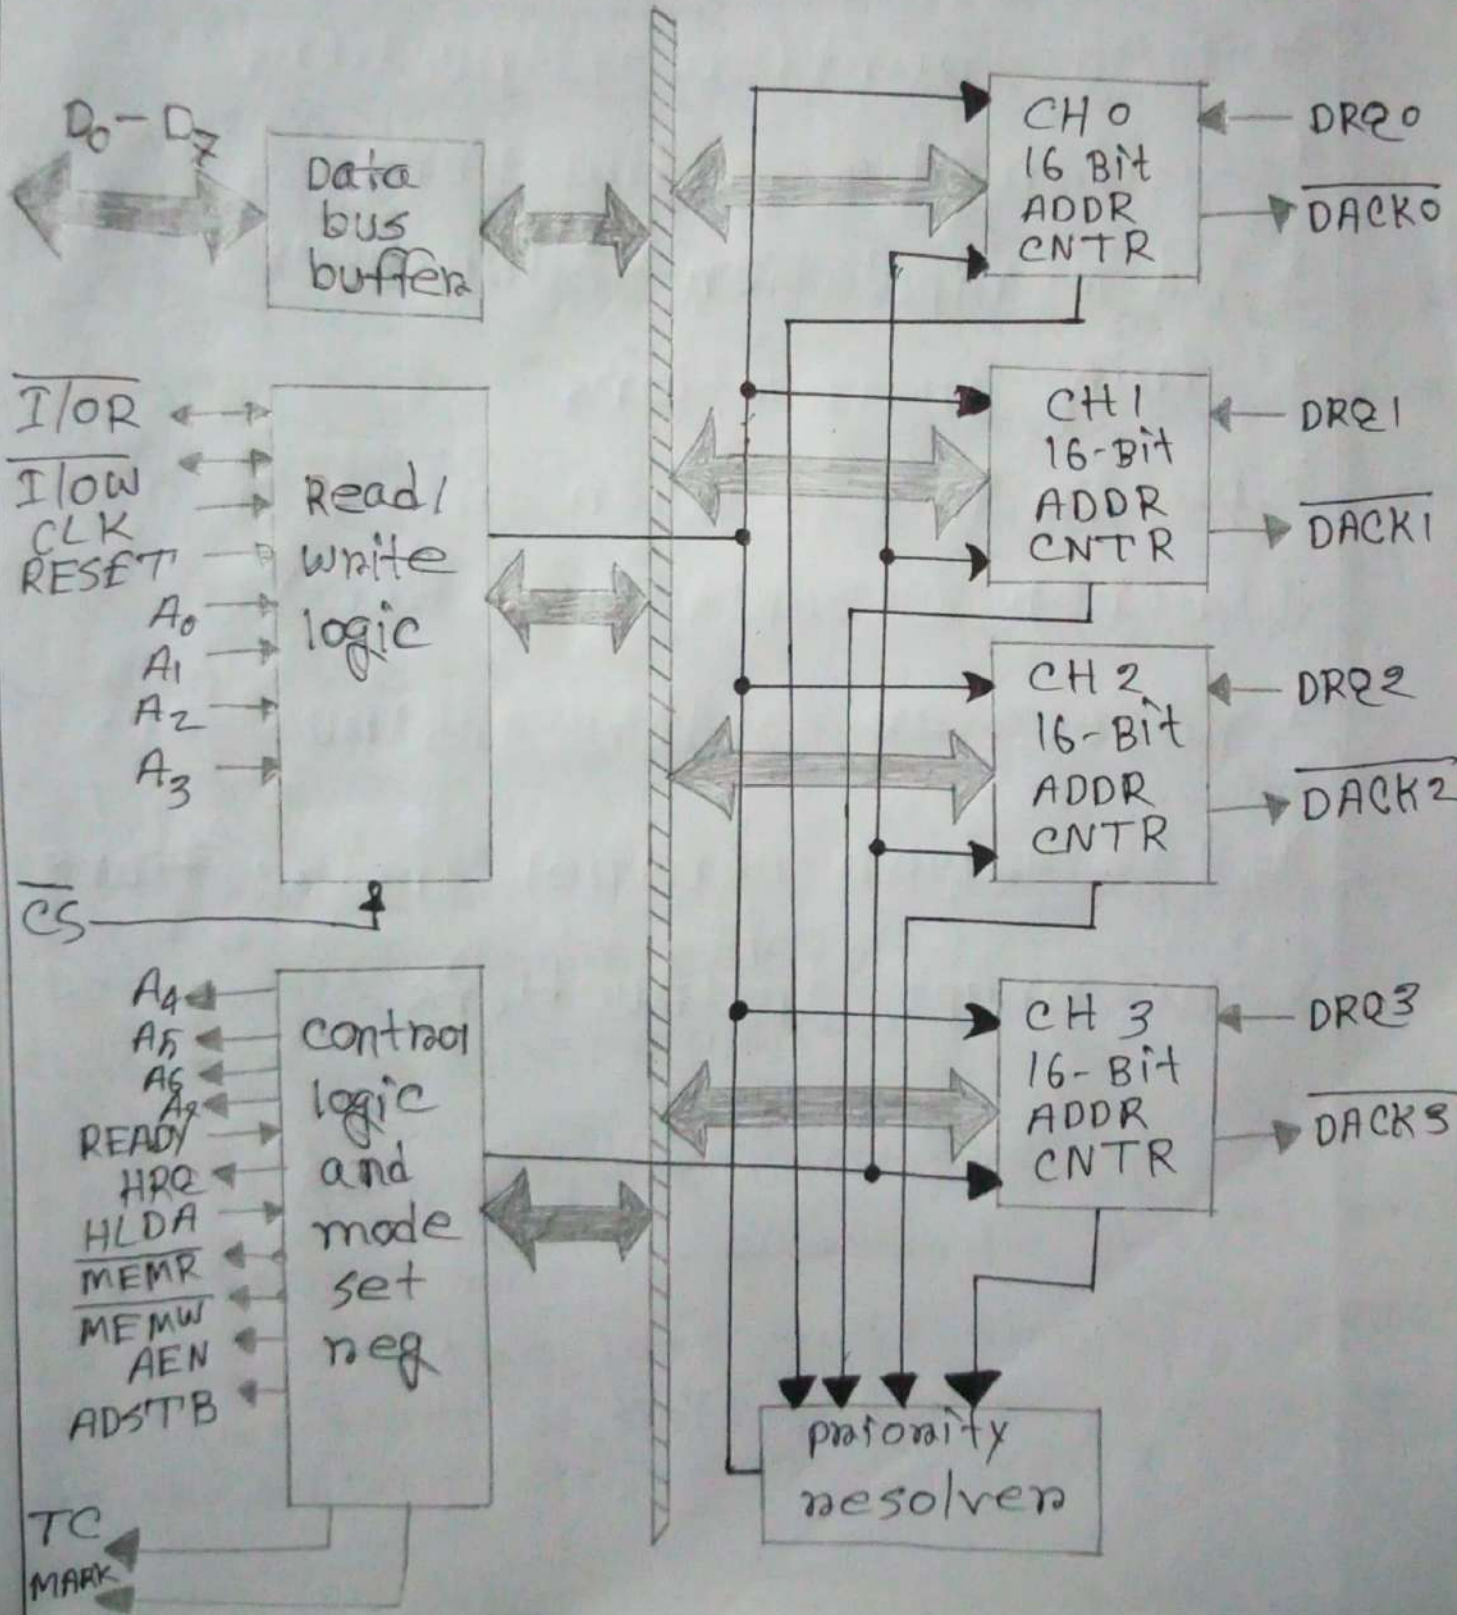 D0 - D7
Data
bus
buffer
I/OR
I/OW
CLK
RESET
A0
A1
A2
A3
CS
Read/
write
logic
A4
A5
A6
A7
READY
HRQ
HLDA
MEMR
MEMW
AEN
ADSTB
TC
MARK
control
logic
and
mode
set
reg
CH 0
16 Bit
ADDR
CNTR
DRQ0
DACK0
CH 1
16-Bit
ADDR
CNTR
DRQ1
DACK1
CH 2
16-Bit
ADDR
CNTR
DRQ2
DACK2
CH 3
16-Bit
ADDR
CNTR
DRQ3
DACK3
priority
resolver